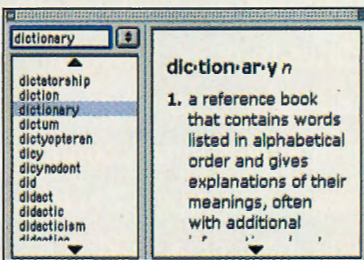 dictionary
dictatorship
diction
dictionary
dictum
dictyopteran
dicy
dicynodont
did
didact
didactic
didacticism
dic·tion·ar·y n
1. a reference book
that contains words
listed in alphabetical
order and gives
explanations of their
meanings, often
with additional